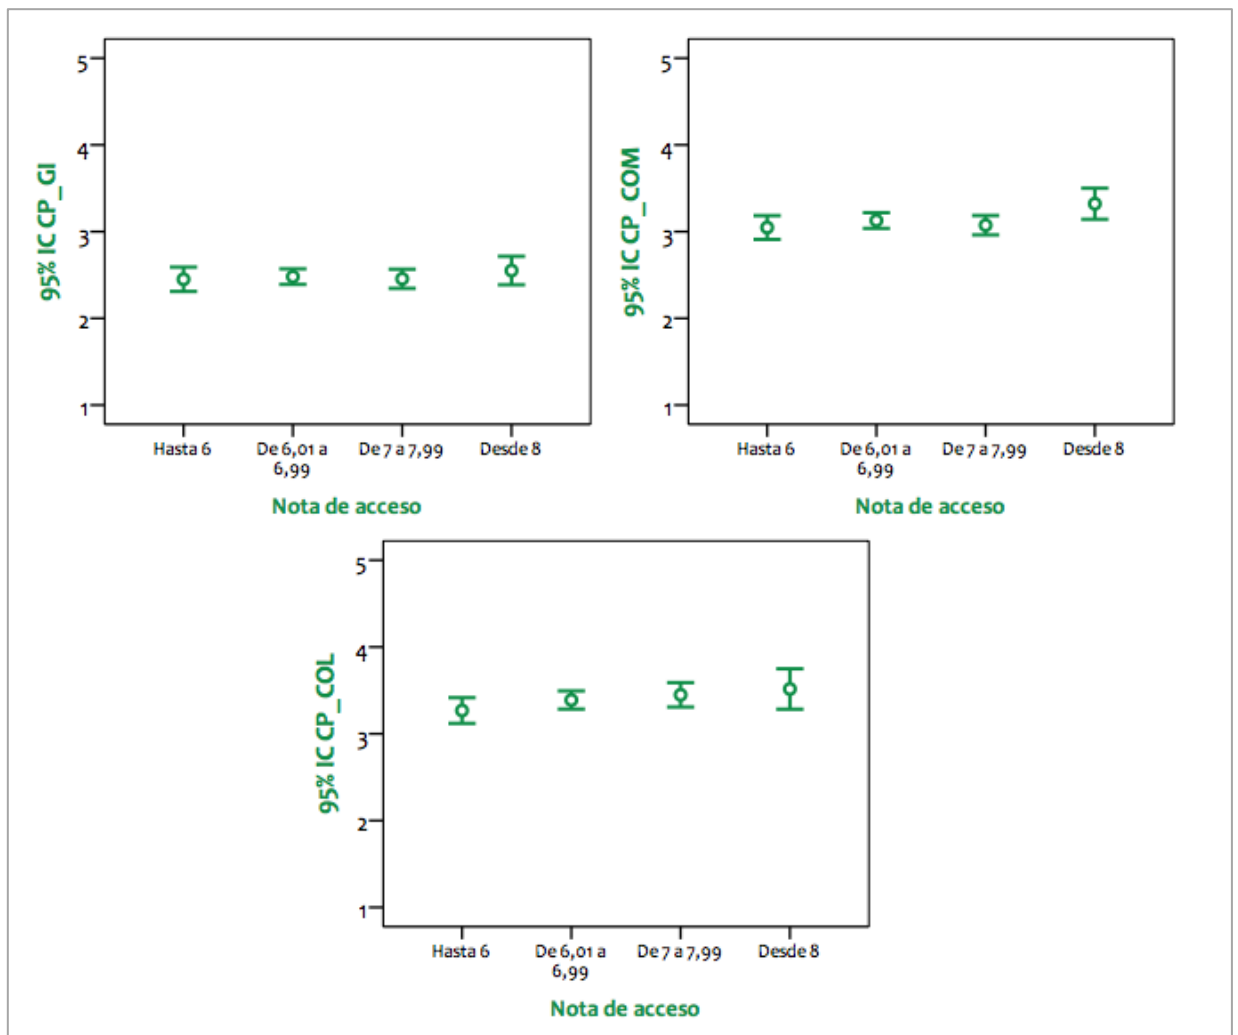 95% IC CP_GI
5
4
3
2
1
Hasta 6
De 6,01 a
6,99
De 7 a 7,99
Desde 8
Nota de acceso
95% IC CP_COM
5
4
3
2
1
Hasta 6
De 6,01 a
6,99
De 7 a 7,99
Desde 8
Nota de acceso
95% IC CP_COL
5
4
3
2
1
Hasta 6
De 6,01 a
6,99
De 7 a 7,99
Desde 8
Nota de acceso